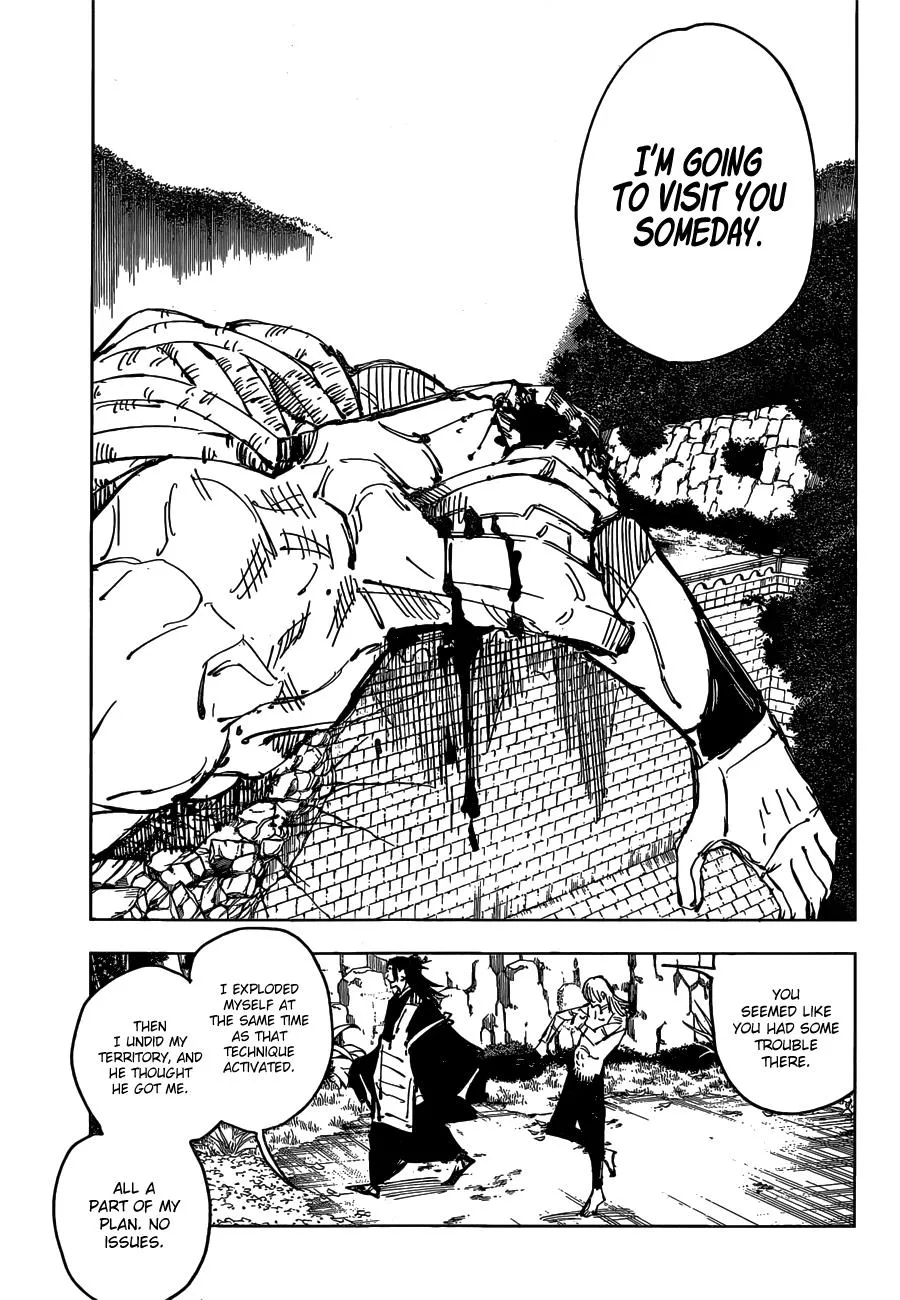 I'M GOING
TO VISIT YOU
SOMEDAY.
YOU
SEEMED LIKE
YOU HAD SOME
TROUBLE
THERE.
I EXPLODED
MYSELF AT
THE SAME TIME
AS THAT
TECHNIQUE
ACTIVATED.
THEN
I UNDID MY
TERRITORY, AND
HE THOUGHT
HE GOT ME.
ALL A
PART OF MY
PLAN. NO
ISSUES.